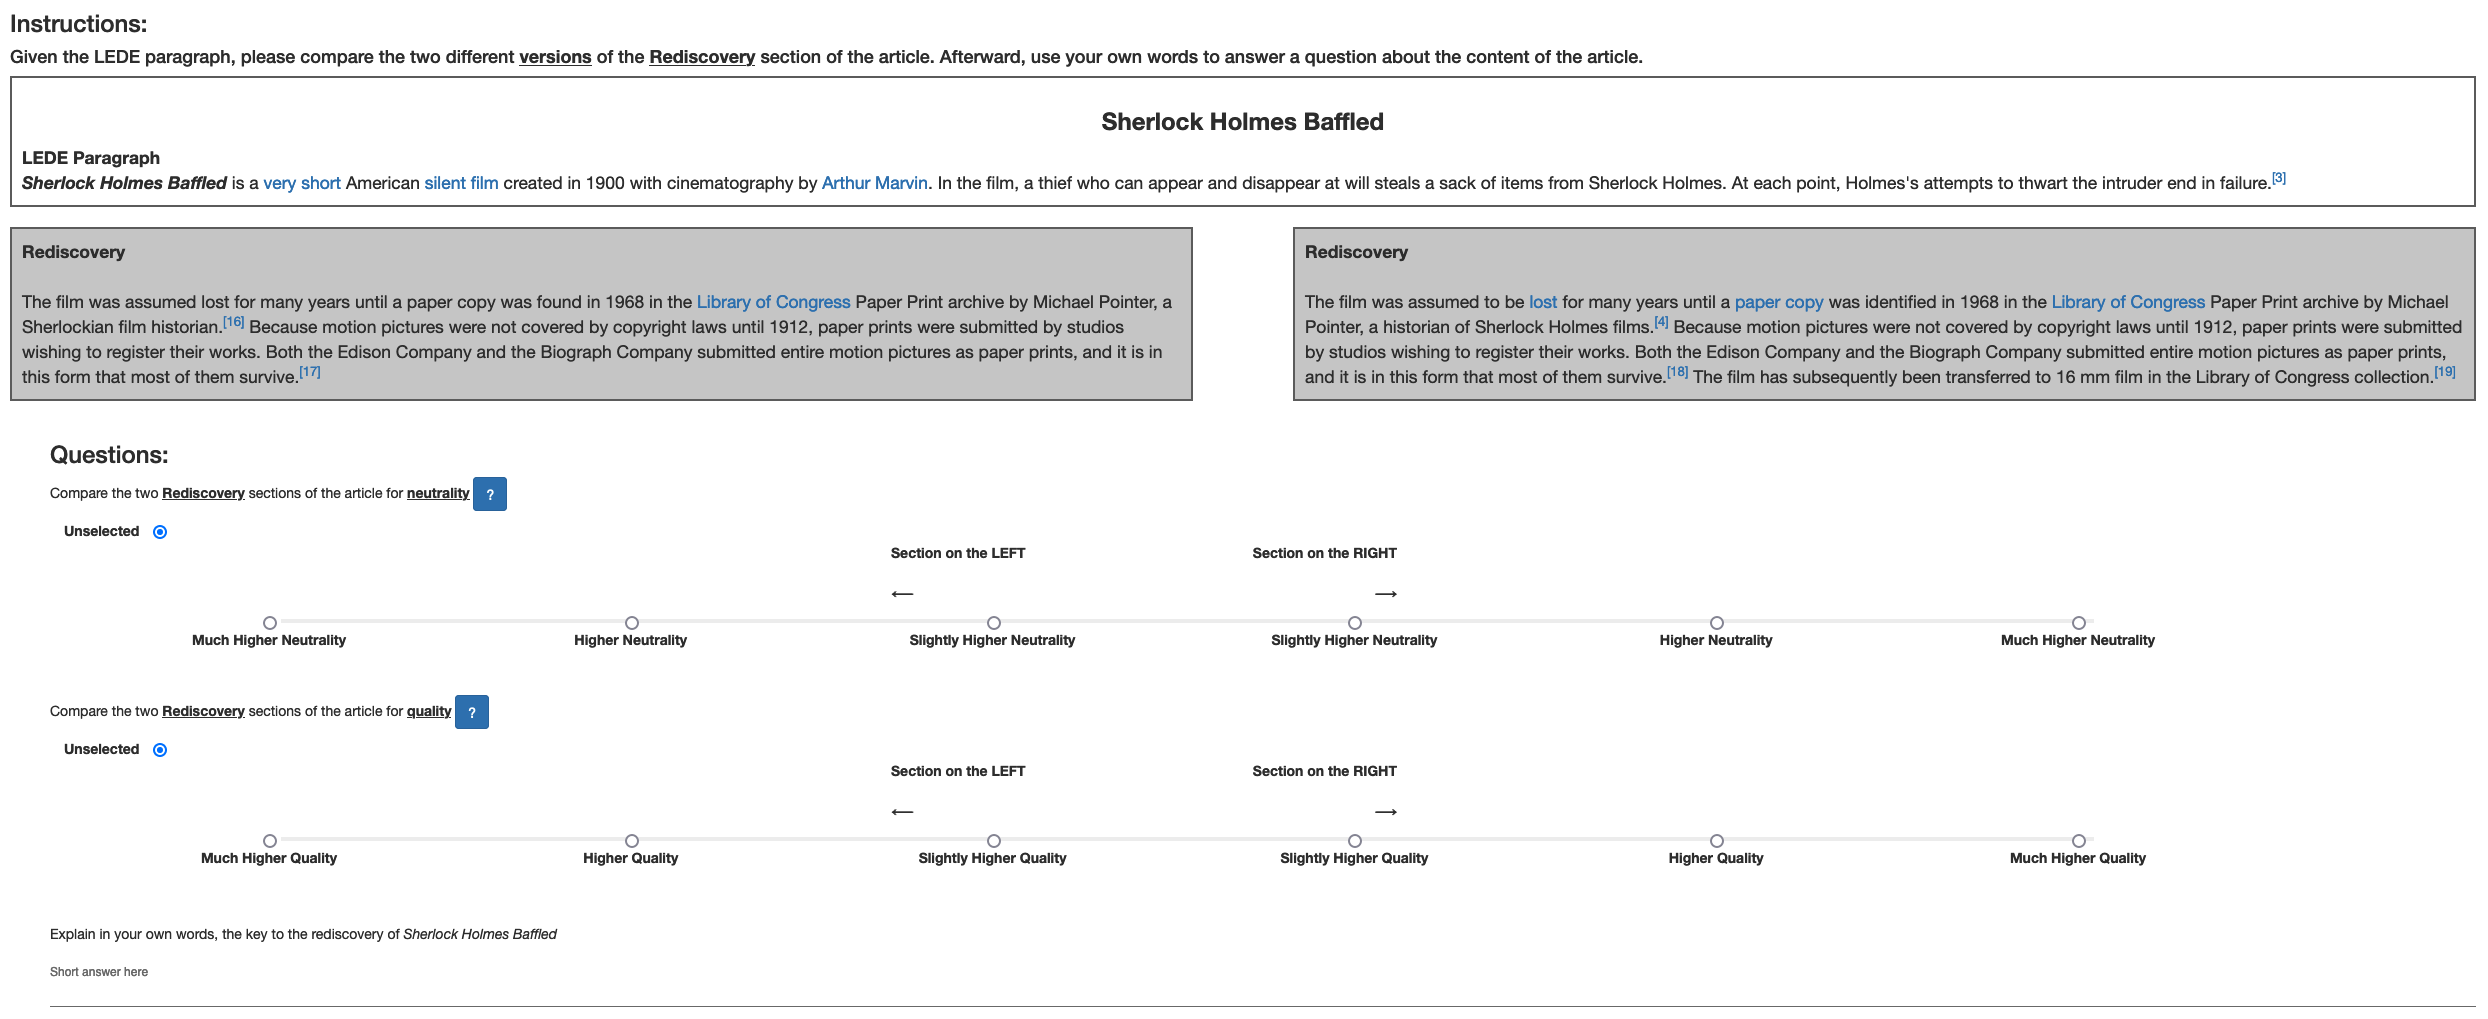 Instructions:
Given the LEDE paragraph, please compare the two different versions of the Rediscovery section of the article. Afterward, use your own words to answer a question about the content of the article.
Sherlock Holmes Baffled
LEDE Paragraph
Sherlock Holmes Baffled is a very short American silent film created in 1900 with cinematography by Arthur Marvin. In the film, a thief who can appear and disappear at will steals a sack of items from Sherlock Holmes. At each point, Holmes's attempts to thwart the intruder end in failure.[3]
Rediscovery
The film was assumed lost for many years until a paper copy was found in 1968 in the Library of Congress Paper Print archive by Michael Pointer, a
Sherlockian film historian.[16] Because motion pictures were not covered by copyright laws until 1912, paper prints were submitted by studios
wishing to register their works. Both the Edison Company and the Biograph Company submitted entire motion pictures as paper prints, and it is in
this form that most of them survive.[17]
Rediscovery
The film was assumed to be lost for many years until a paper copy was identified in 1968 in the Library of Congress Paper Print archive by Michael
Pointer, a historian of Sherlock Holmes films.[4] Because motion pictures were not covered by copyright laws until 1912, paper prints were submitted
by studios wishing to register their works. Both the Edison Company and the Biograph Company submitted entire motion pictures as paper prints,
and it is in this form that most of them survive.[18] The film has subsequently been transferred to 16 mm film in the Library of Congress collection.[19]
Questions:
Compare the two Rediscovery sections of the article for neutrality ?
Unselected
Section on the LEFT Section on the RIGHT
← →
Much Higher Neutrality Higher Neutrality Slightly Higher Neutrality Slightly Higher Neutrality Higher Neutrality Much Higher Neutrality
Compare the two Rediscovery sections of the article for quality ?
Unselected
Section on the LEFT Section on the RIGHT
← →
Much Higher Quality Higher Quality Slightly Higher Quality Slightly Higher Quality Higher Quality Much Higher Quality
Explain in your own words, the key to the rediscovery of Sherlock Holmes Baffled
Short answer here